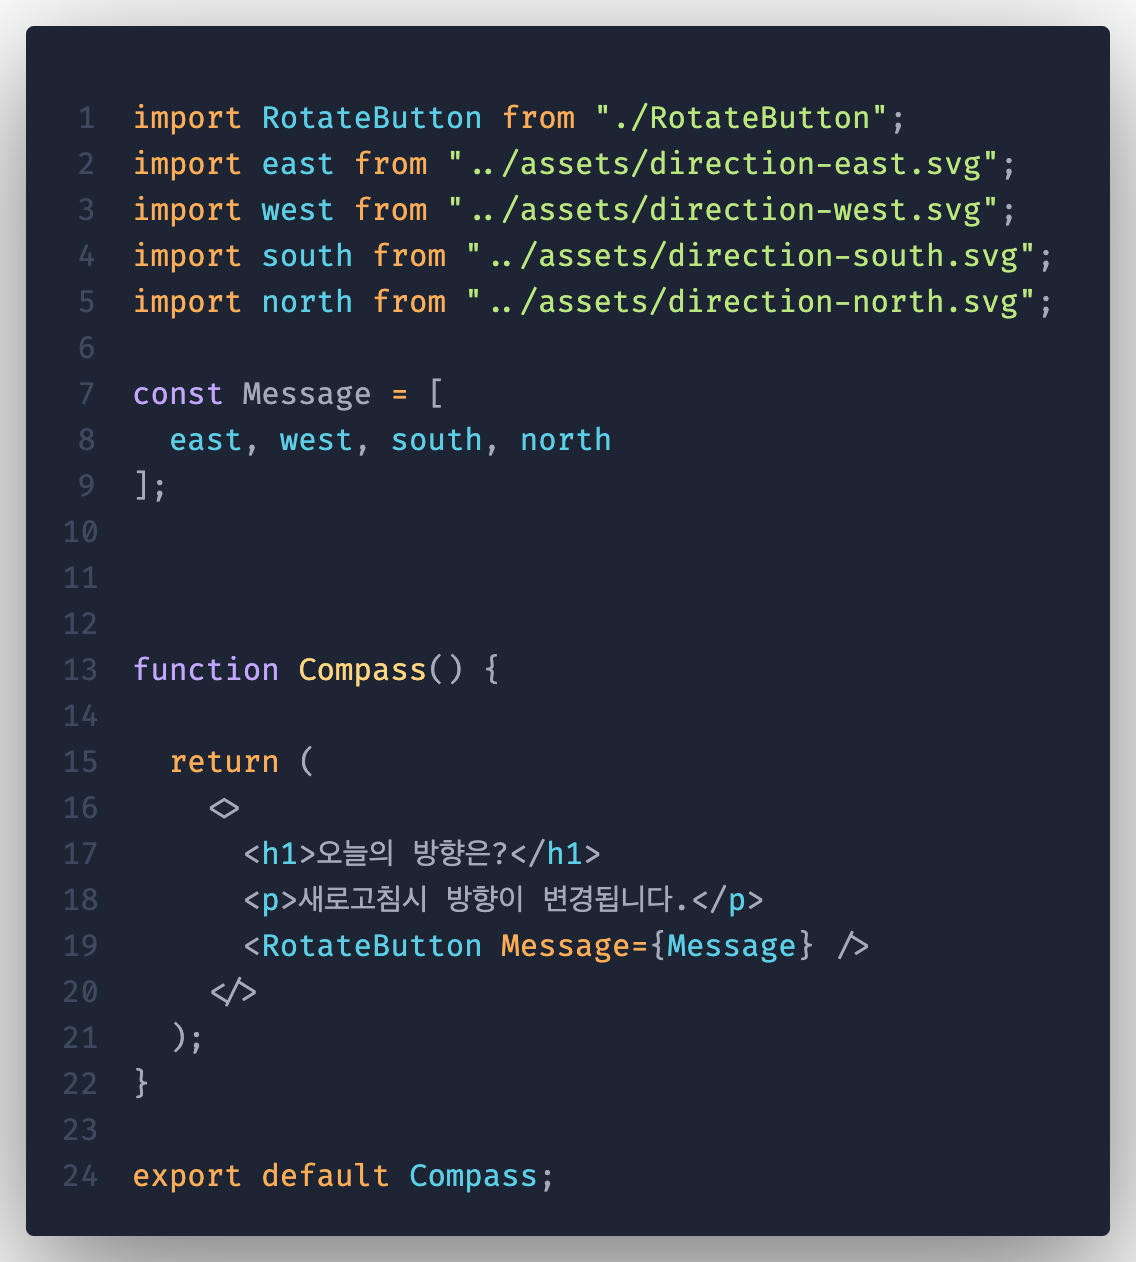 1 import RotateButton from "./RotateButton";
2 import east from "../assets/direction-east.svg";
3 import west from "../assets/direction-west.svg";
4 import south from "../assets/direction-south.svg";
5 import north from "../assets/direction-north.svg";
6
7 const Message = [
8   east, west, south, north
9 ];
10
11
12
13 function Compass() {
14
15   return (
16     <>
17       <h1>오늘의 방향은?</h1>
18       <p>새로고침시 방향이 변경됩니다.</p>
19       <RotateButton Message={Message} />
20     </>
21   );
22 }
23
24 export default Compass;